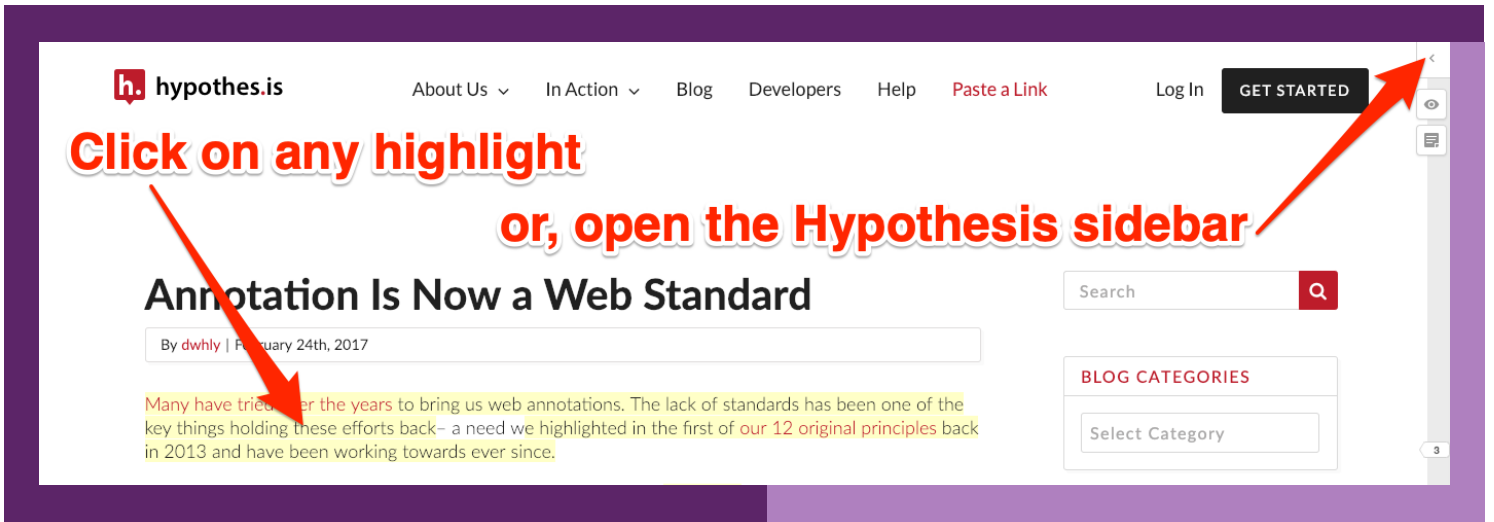 h. hypothes.is
About Us In Action Blog Developers Help Paste a Link Log In GET STARTED
Click on any highlight
or, open the Hypothesis sidebar
Annotation Is Now a Web Standard
Search
By dwhly | February 24th, 2017
BLOG CATEGORIES
Many have tried over the years to bring us web annotations. The lack of standards has been one of the
key things holding these efforts back– a need we highlighted in the first of our 12 original principles back
in 2013 and have been working towards ever since.
Select Category
3